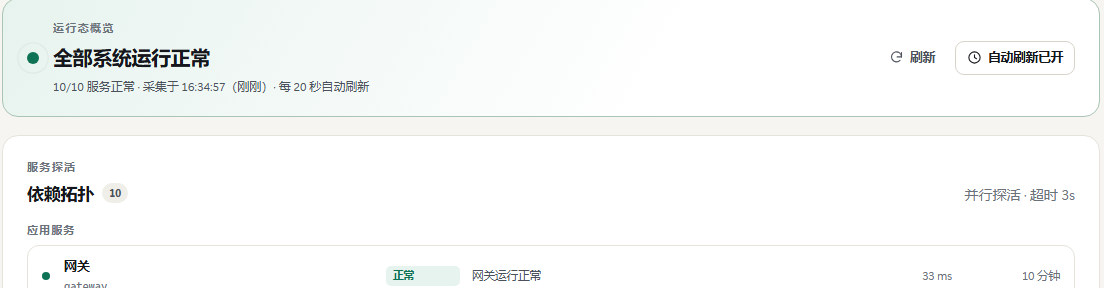 运行态概览
全部系统运行正常
10/10 服务正常 · 采集于 16:34:57（刚刚）· 每 20 秒自动刷新
刷新
自动刷新已开
服务探活
依赖拓扑 10
并行探活 · 超时 3s
应用服务
网关
正常 网关运行正常 33 ms 10 分钟
gateway